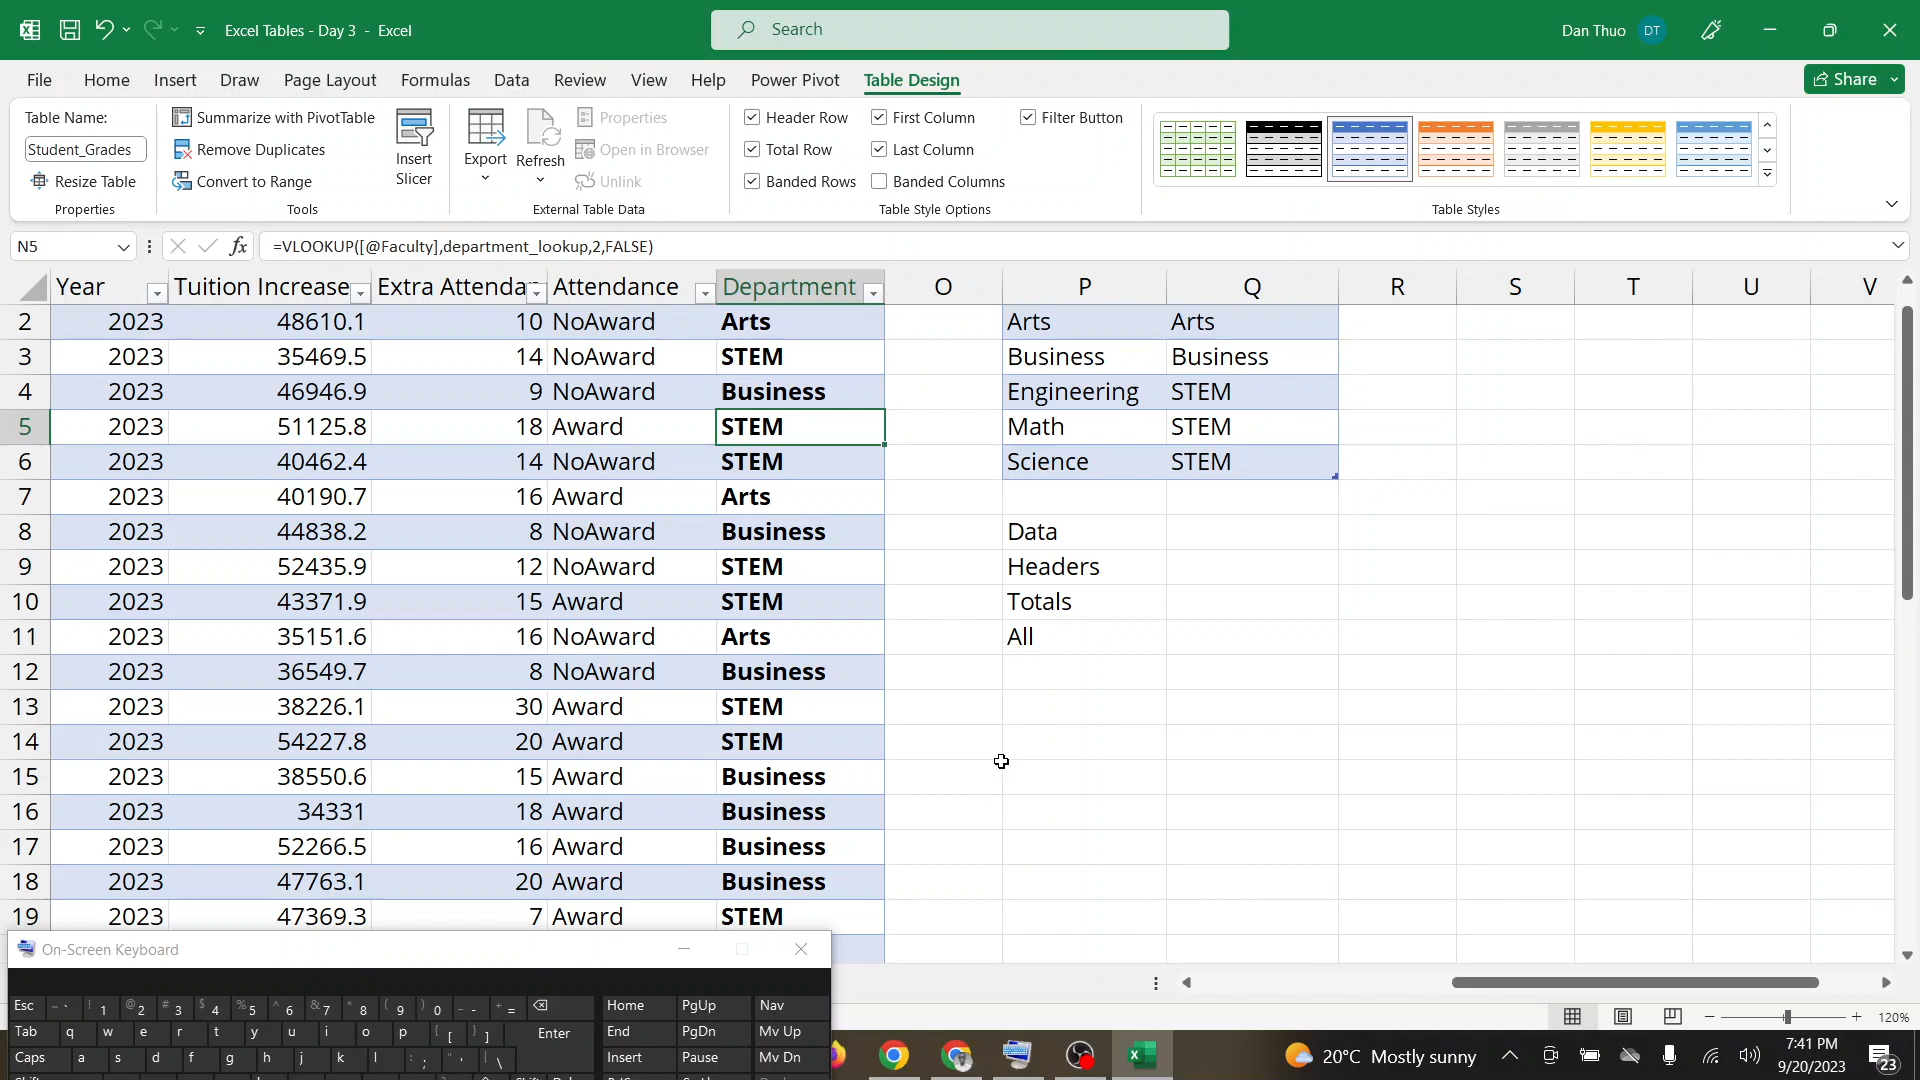 Excel Tables - Day 3 - Excel
Search
Dan Thuo DT
File Home Insert Draw Page Layout Formulas Data Review View Help Power Pivot Table Design
Share
Table Name:
Student_Grades
Resize Table
Properties
Summarize with PivotTable
Remove Duplicates
Convert to Range
Tools
Insert Slicer
Export
Refresh
Properties
Open in Browser
Unlink
External Table Data
Header Row First Column Filter Button
Total Row Last Column
Banded Rows Banded Columns
Table Style Options
Table Styles
N5 fx =VLOOKUP([@Faculty],department_lookup,2,FALSE)
Year Tuition Increase Extra Attendan Attendance Department O P Q R S T U V
2 2023 48610.1 10 NoAward Arts Arts Arts
3 2023 35469.5 14 NoAward STEM Business Business
4 2023 46946.9 9 NoAward Business Engineering STEM
5 2023 51125.8 18 Award STEM Math STEM
6 2023 40462.4 14 NoAward STEM Science STEM
7 2023 40190.7 16 Award Arts
8 2023 44838.2 8 NoAward Business Data
9 2023 52435.9 12 NoAward STEM Headers
10 2023 43371.9 15 Award STEM Totals
11 2023 35151.6 16 NoAward Arts All
12 2023 36549.7 8 NoAward Business
13 2023 38226.1 30 Award STEM
14 2023 54227.8 20 Award STEM
15 2023 38550.6 15 Award Business
16 2023 34331 18 Award Business
17 2023 52266.5 16 Award Business
18 2023 47763.1 20 Award Business
19 2023 47369.3 7 Award STEM
On-Screen Keyboard
Esc ~ ` ! 1 @ 2 # 3 $ 4 % 5 ^ 6 & 7 * 8 ( 9 ) 0 _ - + = Home PgUp Nav
Tab q w e r t y u i o p { [ } ] Enter End PgDn Mv Up
Caps a s d f g h j k l : ; " ' | \ Insert Pause Mv Dn
120%
20°C Mostly sunny
7:41 PM
9/20/2023
23